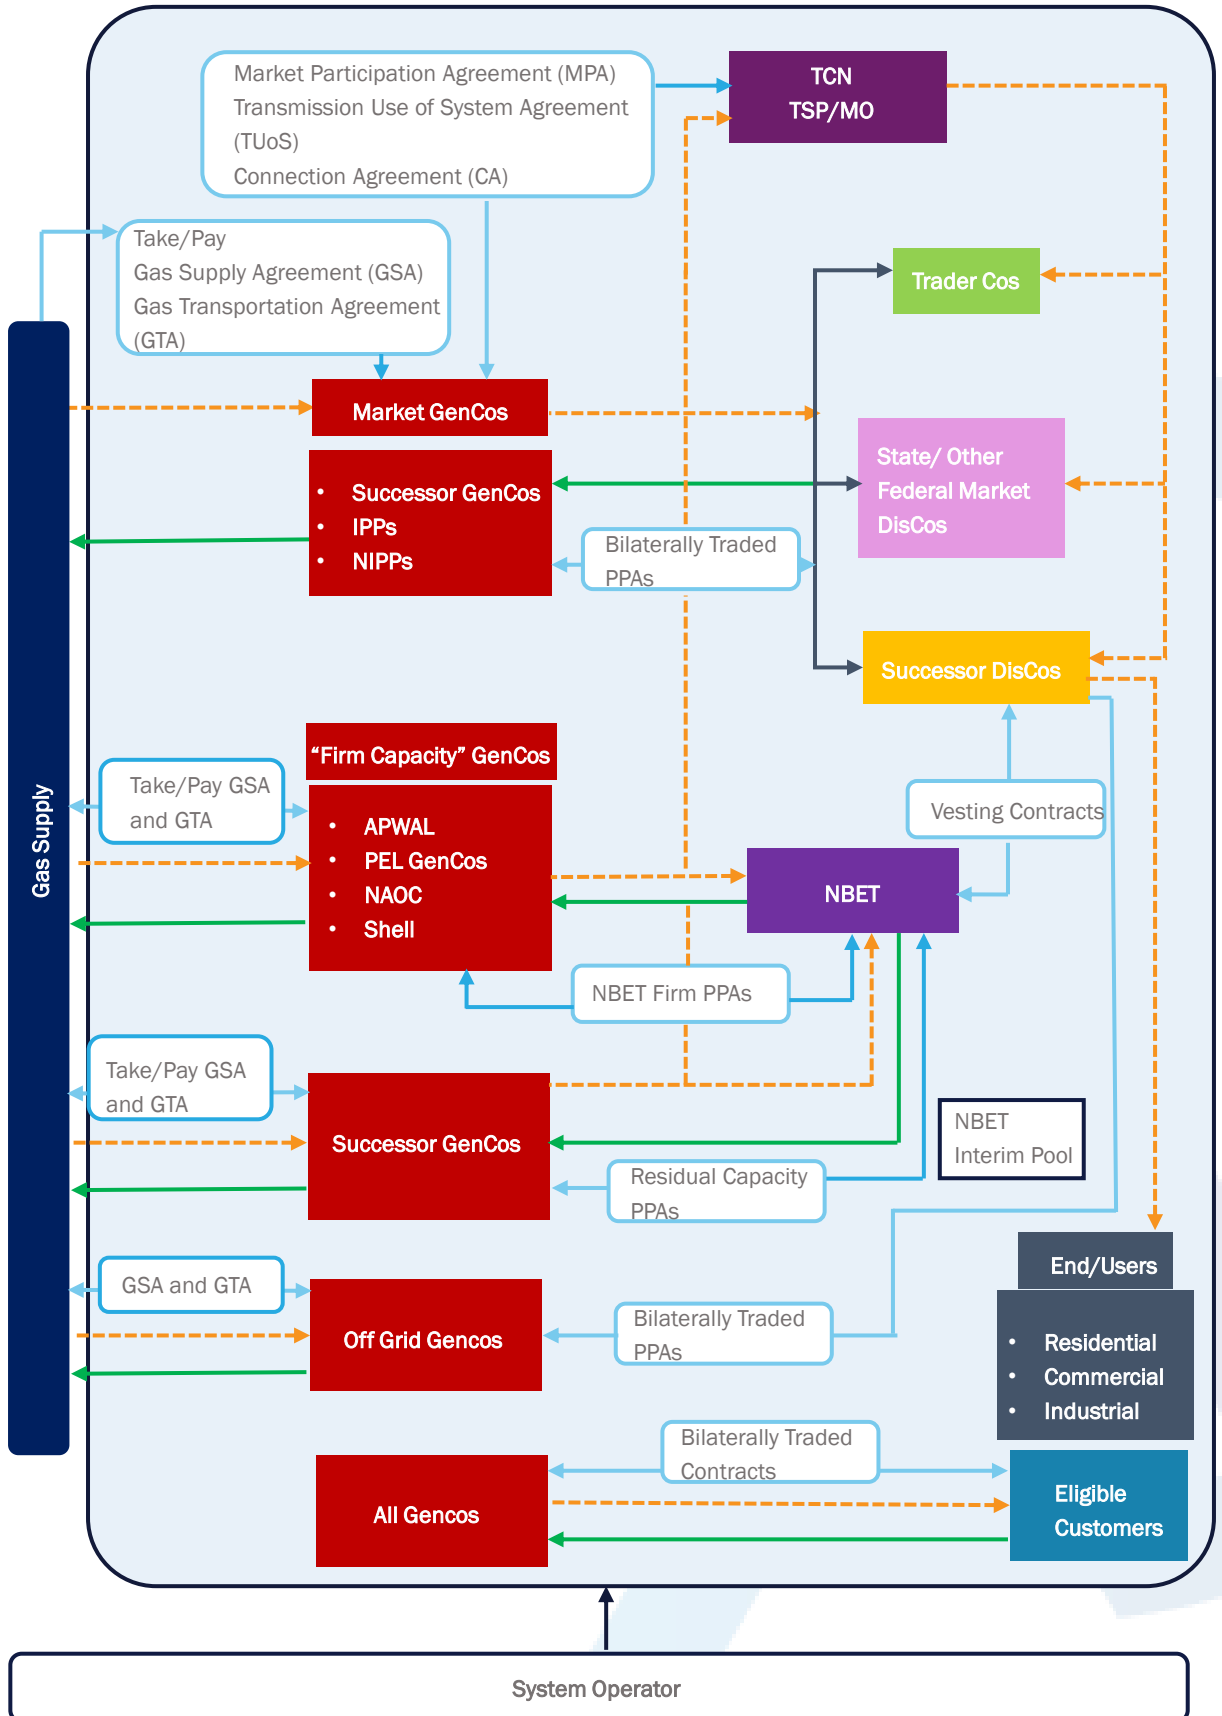 Market Participation Agreement (MPA)
Transmission Use of System Agreement
(TUoS)
Connection Agreement (CA)
TCN
TSP/MO
Take/Pay
Gas Supply Agreement (GSA)
Gas Transportation Agreement
(GTA)
Trader Cos
Gas Supply
Market GenCos
• Successor GenCos
• IPPs
• NIPPs
State/ Other
Federal Market
DisCos
Bilaterally Traded
PPAs
Successor DisCos
“Firm Capacity” GenCos
Take/Pay GSA
and GTA
• APWAL
• PEL GenCos
• NAOC
• Shell
Vesting Contracts
NBET
NBET Firm PPAs
Take/Pay GSA
and GTA
Successor GenCos
NBET
Interim Pool
Residual Capacity
PPAs
GSA and GTA
Off Grid Gencos
Bilaterally Traded
PPAs
End/Users
• Residential
• Commercial
• Industrial
Bilaterally Traded
Contracts
All Gencos
Eligible
Customers
System Operator